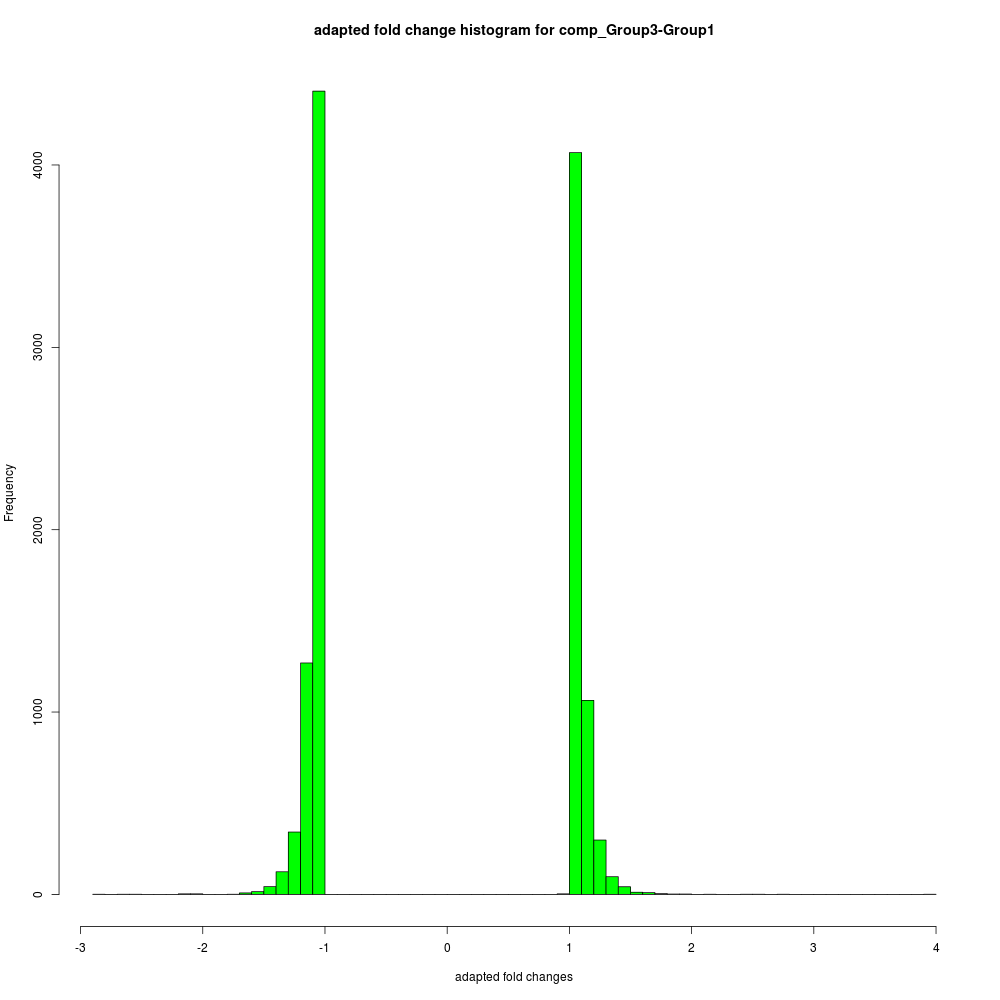 adapted fold change histogram for comp_Group3-Group1
Frequency
4000
3000
2000
1000
0
-3 -2 -1 0 1 2 3 4
adapted fold changes